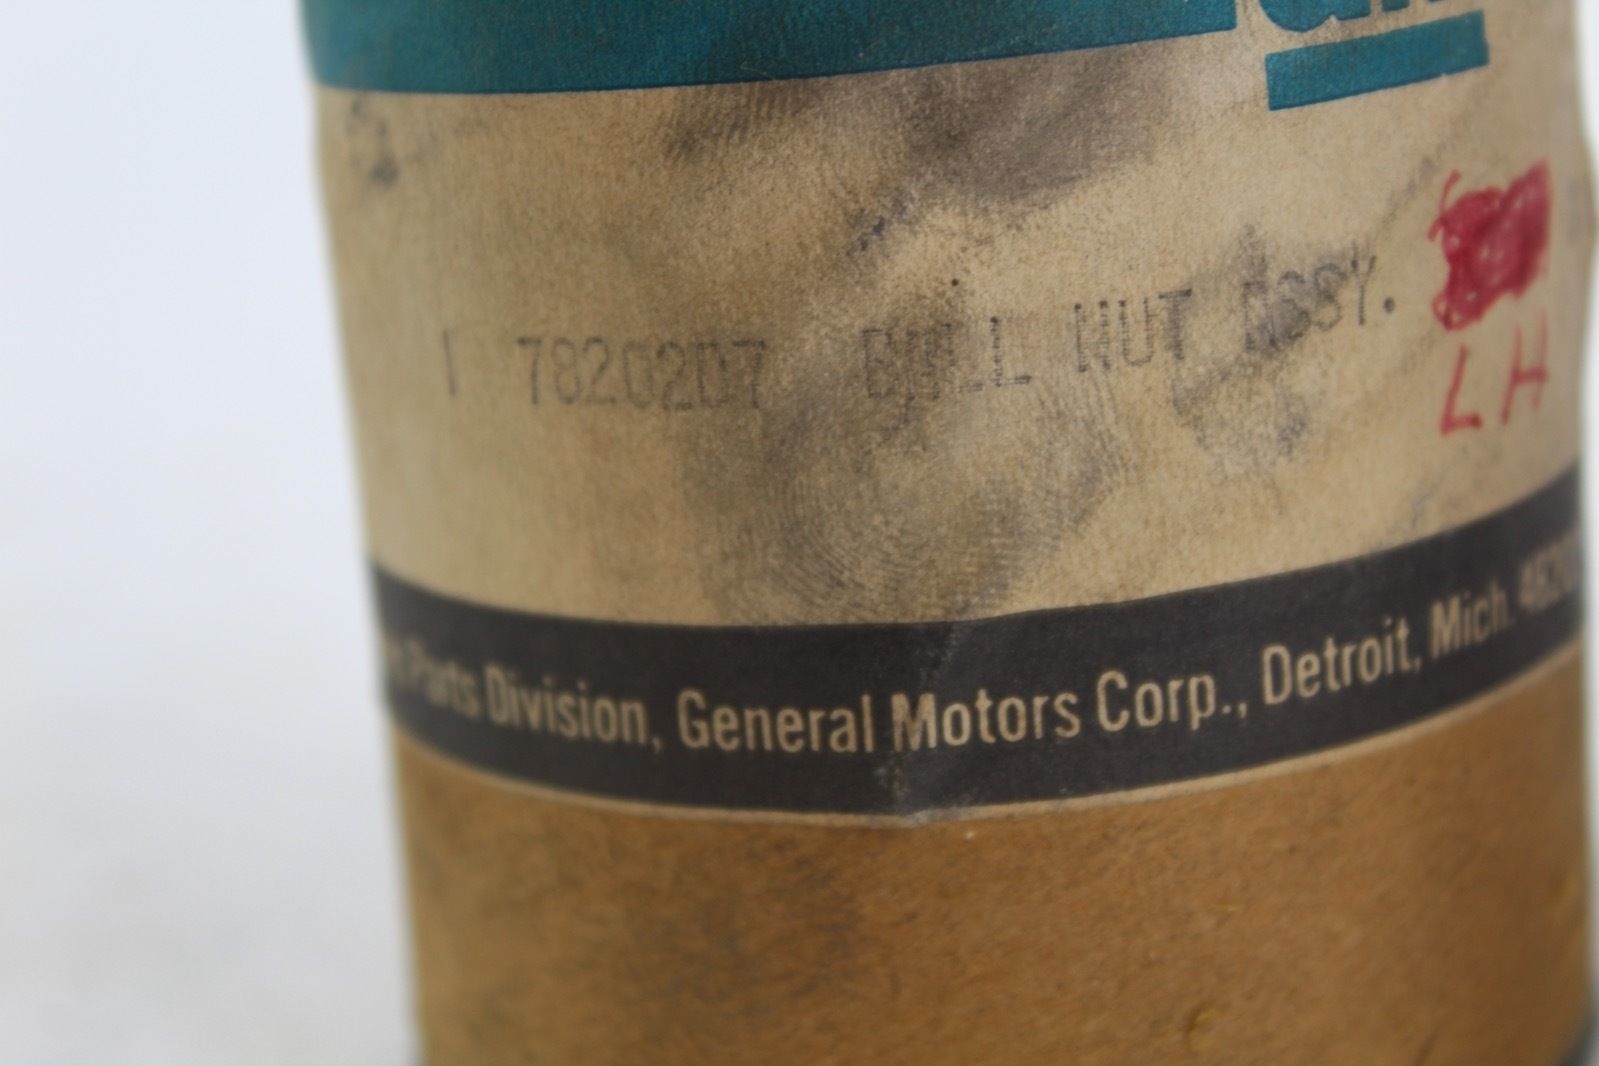 1 7820207 BALL NUT ASSY.
LH
Parts Division, General Motors Corp., Detroit, Mich.